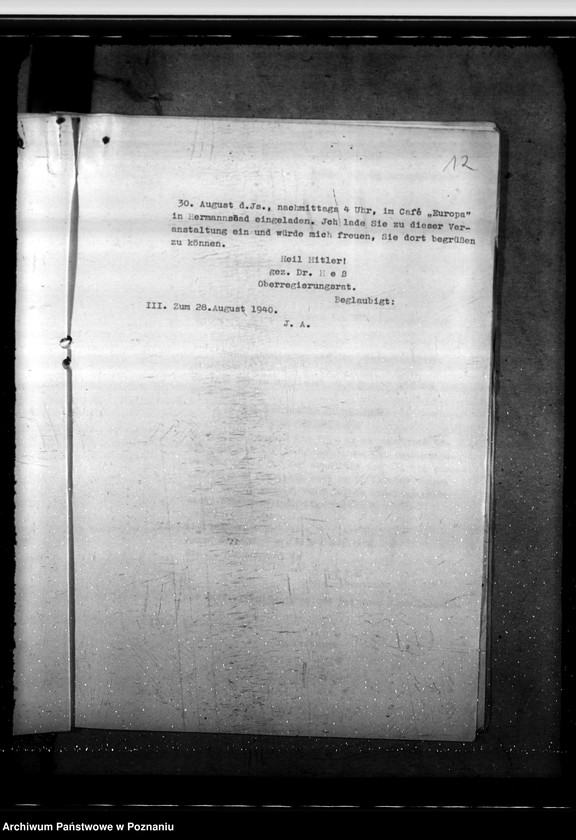 12
30. August d.Js., nachmittags 4 Uhr, im Café „Europa"
in Hermannsbad eingeladen. Ich lade Sie zu dieser Ver-
anstaltung ein und würde mich freuen, Sie dort begrüßen
zu können.
Heil Hitler!
gez. Dr. H e ß
Oberregierungsrat.
Beglaubigt:
III. Zum 28.August 1940.
J. A.
Archiwum Państwowe w Poznaniu